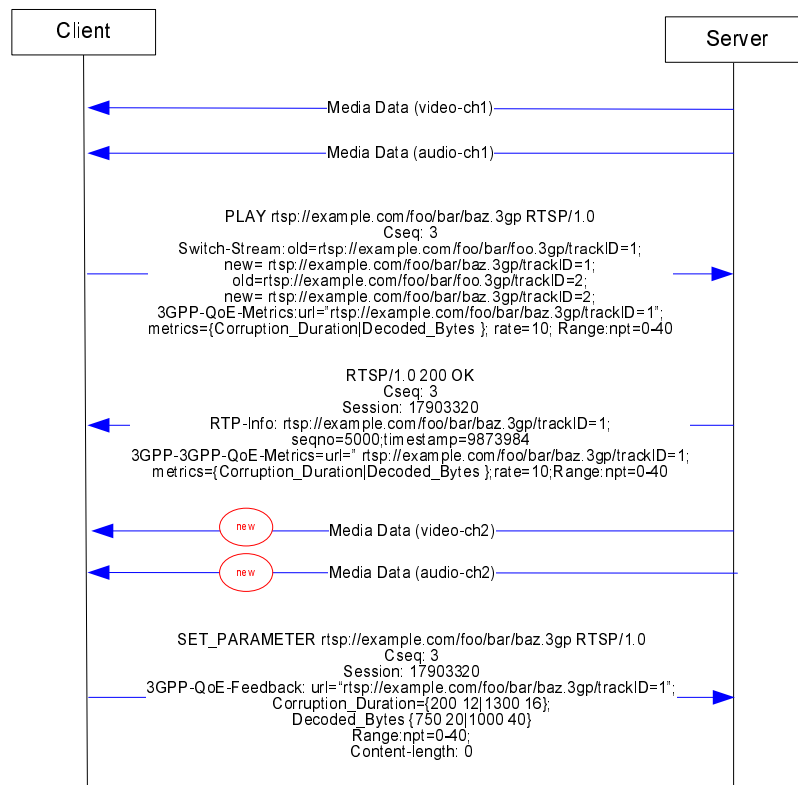 Client
Server
Media Data (video-ch1)
Media Data (audio-ch1)
PLAY rtsp://example.com/foo/bar/baz.3gp RTSP/1.0
Cseq: 3
Switch-Stream:old=rtsp://example.com/foo/bar/foo.3gp/trackID=1;
new= rtsp://example.com/foo/bar/baz.3gp/trackID=1;
old=rtsp://example.com/foo/bar/foo.3gp/trackID=2;
new= rtsp://example.com/foo/bar/baz.3gp/trackID=2;
3GPP-QoE-Metrics:url="rtsp://example.com/foo/bar/baz.3gp/trackID=1";
metrics={Corruption_Duration|Decoded_Bytes }; rate=10; Range:npt=0-40
RTSP/1.0 200 OK
Cseq: 3
Session: 17903320
RTP-Info: rtsp://example.com/foo/bar/baz.3gp/trackID=1;
seqno=5000;timestamp=9873984
3GPP-3GPP-QoE-Metrics=url=" rtsp://example.com/foo/bar/baz.3gp/trackID=1;
metrics={Corruption_Duration|Decoded_Bytes };rate=10;Range:npt=0-40
new
Media Data (video-ch2)
new
Media Data (audio-ch2)
SET_PARAMETER rtsp://example.com/foo/bar/baz.3gp RTSP/1.0
Cseq: 3
Session: 17903320
3GPP-QoE-Feedback: url="rtsp://example.com/foo/bar/baz.3gp/trackID=1";
Corruption_Duration={200 12|1300 16};
Decoded_Bytes {750 20|1000 40}
Range:npt=0-40;
Content-length: 0